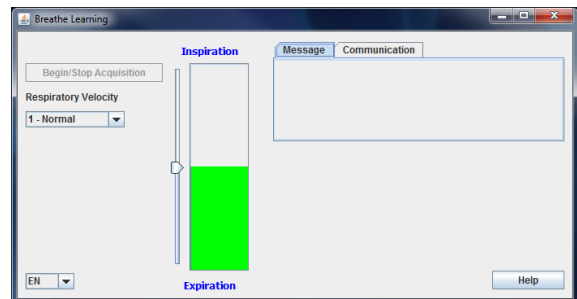 Breathe Learning
Inspiration
Message Communication
Begin/Stop Acquisition
Respiratory Velocity
1 - Normal
EN
Expiration
Help